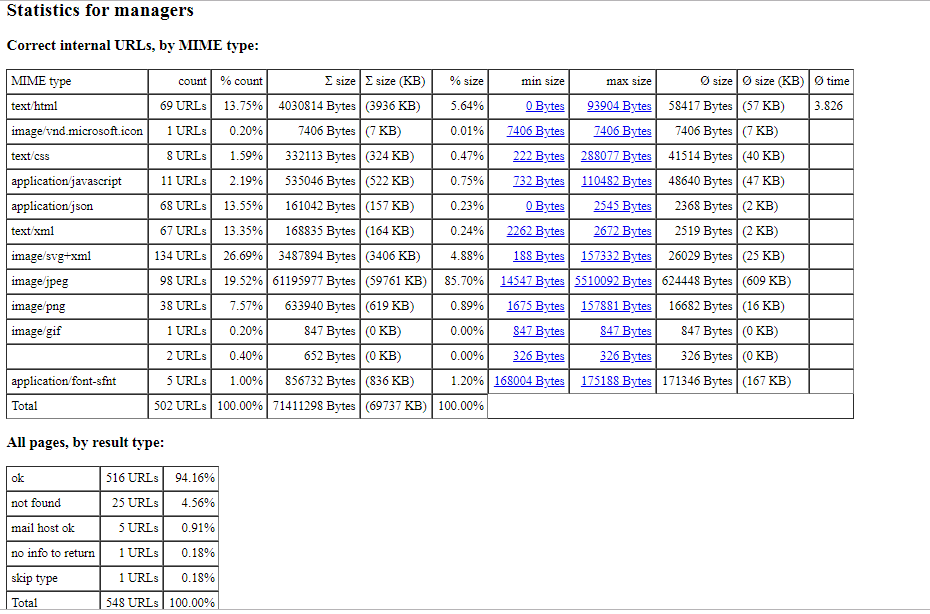 Statistics for managers
Correct internal URLs, by MIME type:
MIME type count % count Σ size Σ size (KB) % size min size max size Ø size Ø size (KB) Ø time
text/html 69 URLs 13.75% 4030814 Bytes (3936 KB) 5.64% 0 Bytes 93904 Bytes 58417 Bytes (57 KB) 3.826
image/vnd.microsoft.icon 1 URLs 0.20% 7406 Bytes (7 KB) 0.01% 7406 Bytes 7406 Bytes 7406 Bytes (7 KB)
text/css 8 URLs 1.59% 332113 Bytes (324 KB) 0.47% 222 Bytes 288077 Bytes 41514 Bytes (40 KB)
application/javascript 11 URLs 2.19% 535046 Bytes (522 KB) 0.75% 732 Bytes 110482 Bytes 48640 Bytes (47 KB)
application/json 68 URLs 13.55% 161042 Bytes (157 KB) 0.23% 0 Bytes 2545 Bytes 2368 Bytes (2 KB)
text/xml 67 URLs 13.35% 168835 Bytes (164 KB) 0.24% 2262 Bytes 2672 Bytes 2519 Bytes (2 KB)
image/svg+xml 134 URLs 26.69% 3487894 Bytes (3406 KB) 4.88% 188 Bytes 157332 Bytes 26029 Bytes (25 KB)
image/jpeg 98 URLs 19.52% 61195977 Bytes (59761 KB) 85.70% 14547 Bytes 5510092 Bytes 624448 Bytes (609 KB)
image/png 38 URLs 7.57% 633940 Bytes (619 KB) 0.89% 1675 Bytes 157881 Bytes 16682 Bytes (16 KB)
image/gif 1 URLs 0.20% 847 Bytes (0 KB) 0.00% 847 Bytes 847 Bytes 847 Bytes (0 KB)
2 URLs 0.40% 652 Bytes (0 KB) 0.00% 326 Bytes 326 Bytes 326 Bytes (0 KB)
application/font-sfnt 5 URLs 1.00% 856732 Bytes (836 KB) 1.20% 168004 Bytes 175188 Bytes 171346 Bytes (167 KB)
Total 502 URLs 100.00% 71411298 Bytes (69737 KB) 100.00%
All pages, by result type:
ok 516 URLs 94.16%
not found 25 URLs 4.56%
mail host ok 5 URLs 0.91%
no info to return 1 URLs 0.18%
skip type 1 URLs 0.18%
Total 548 URLs 100.00%